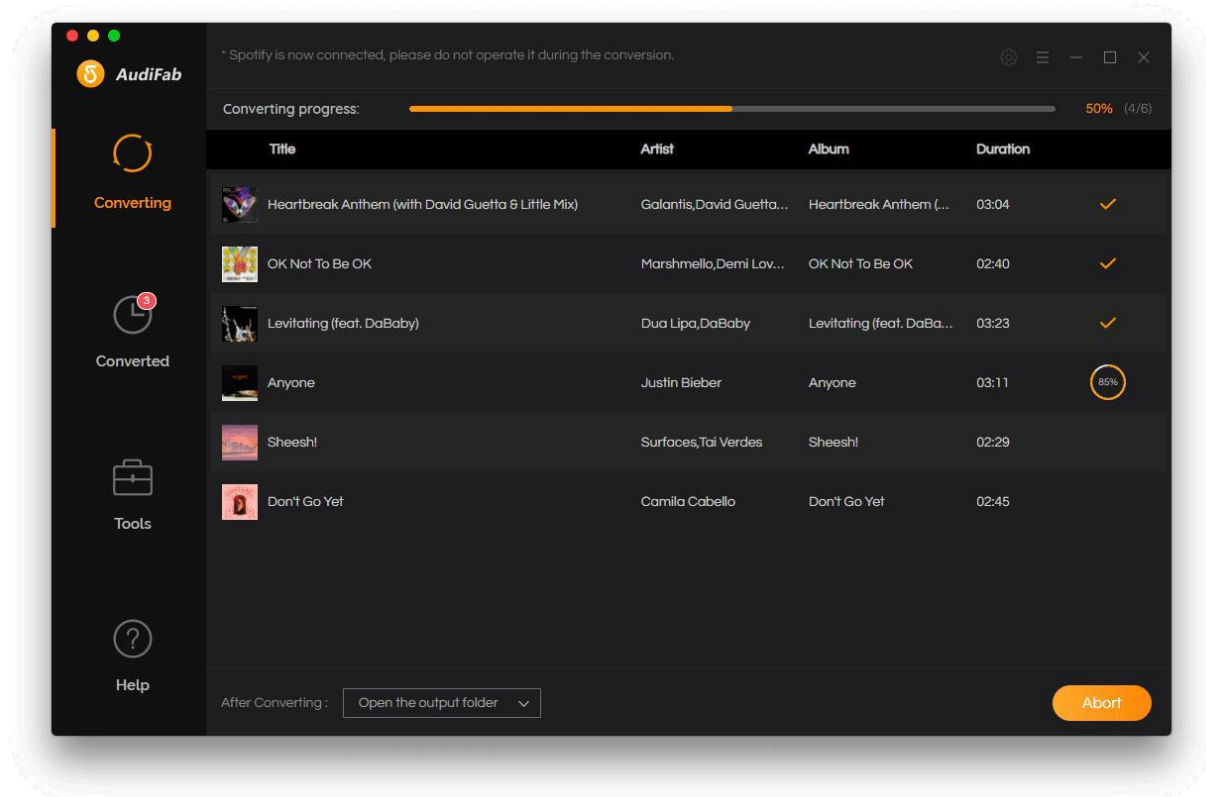 * Spotify is now connected, please do not operate it during the conversion.
AudiFab
Converting progress: 50% (4/6)
Title Artist Album Duration
Converting
Heartbreak Anthem (with David Guetta & Little Mix) Galantis,David Guetta... Heartbreak Anthem (... 03:04
OK Not To Be OK Marshmello,Demi Lov... OK Not To Be OK 02:40
3
Levitating (feat. DaBaby) Dua Lipa,DaBaby Levitating (feat. DaBa... 03:23
Converted
Anyone Justin Bieber Anyone 03:11 85%
Sheesh! Surfaces,Tai Verdes Sheesh! 02:29
Don't Go Yet Camila Cabello Don't Go Yet 02:45
Tools
Help
After Converting : Open the output folder Abort